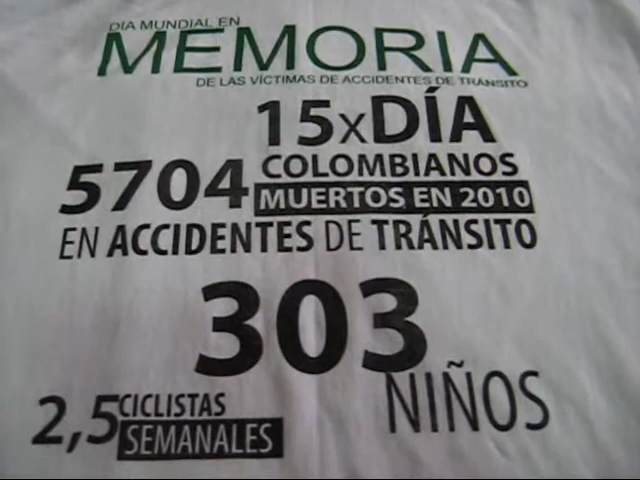 DÍA MUNDIAL EN
MEMORIA
DE LAS VÍCTIMAS DE ACCIDENTES DE TRÁNSITO
15xDÍA
5704 COLOMBIANOS
MUERTOS EN 2010
EN ACCIDENTES DE TRÁNSITO
303
NIÑOS
2,5 CICLISTAS
SEMANALES